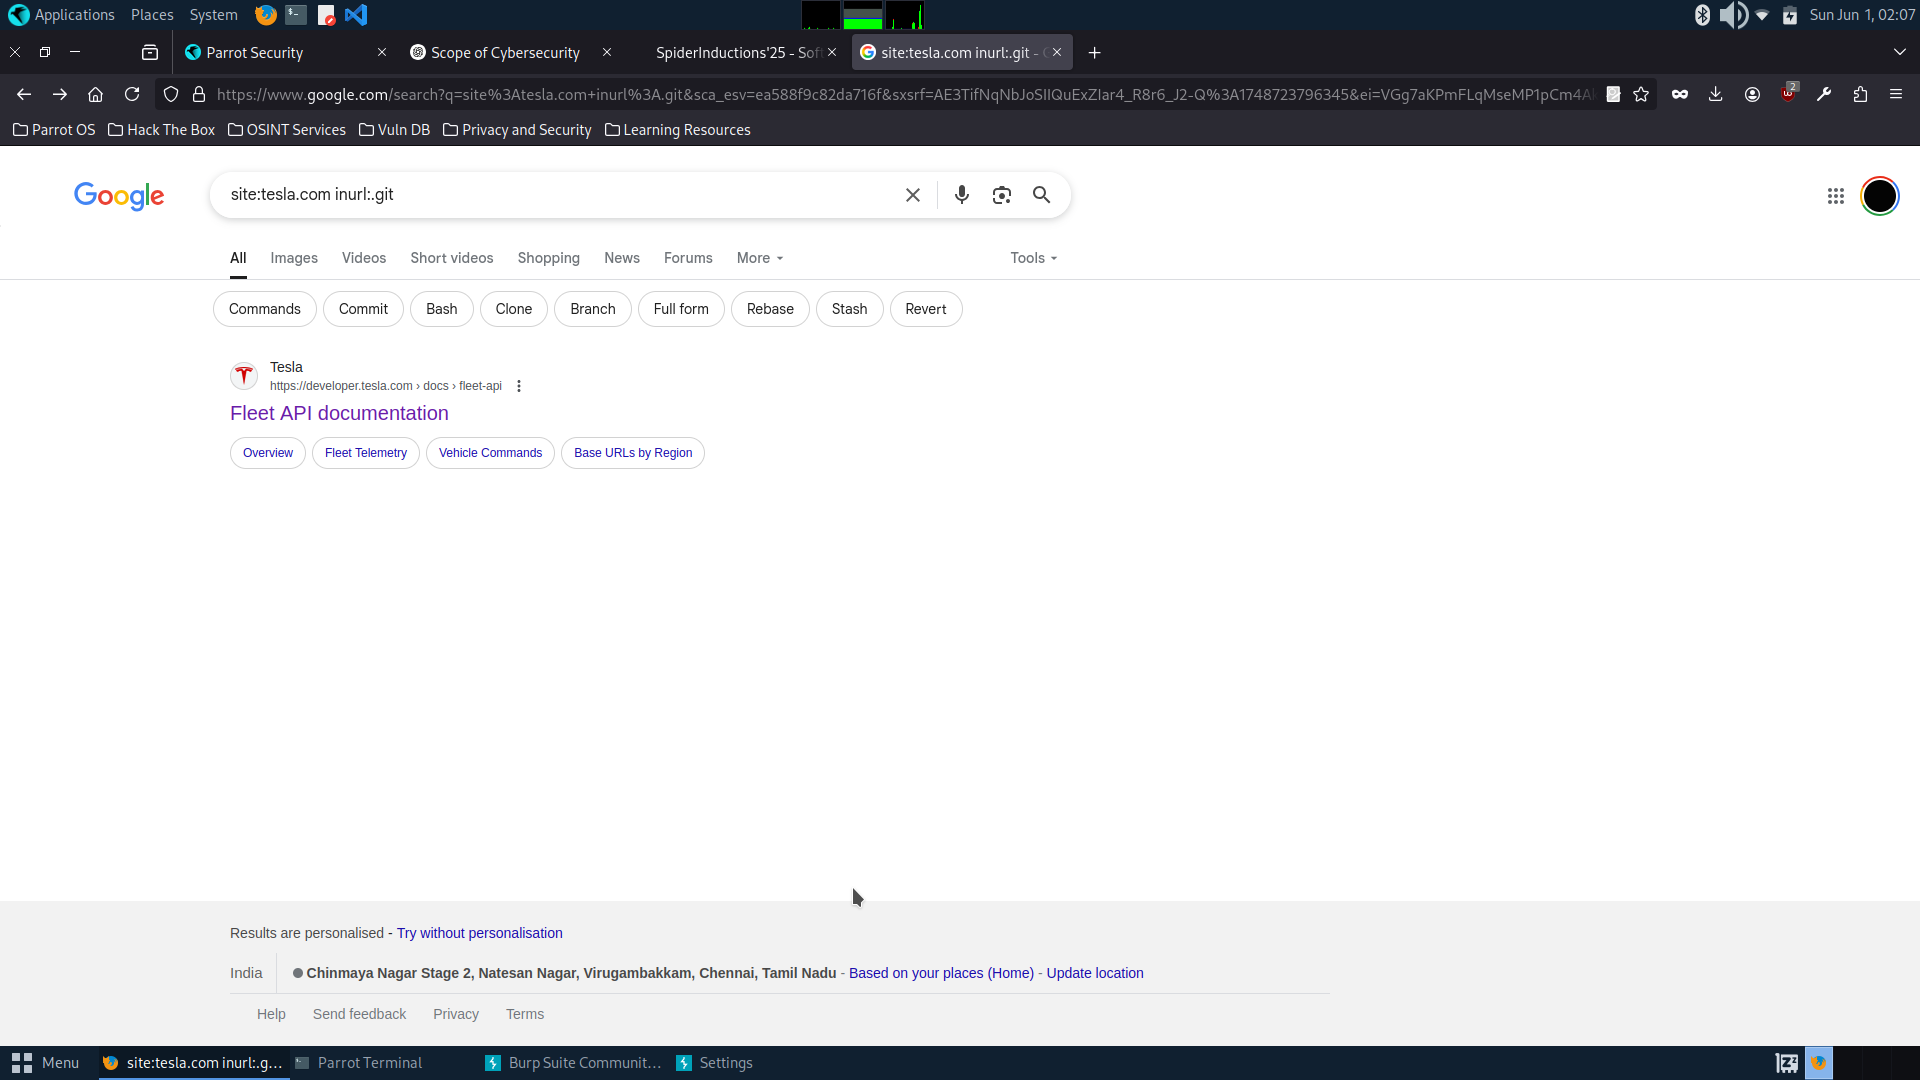 Applications Places System Sun Jun 1, 02:07
Parrot Security Scope of Cybersecurity SpiderInductions'25 - Soft site:tesla.com inurl:.git -
https://www.google.com/search?q=site%3Atesla.com+inurl%3A.git&sca_esv=ea588f9c82da716f&sxsrf=AE3TifNqNbJoSIIQuExZIar4_R8r6_J2-Q%3A1748723796345&ei=VGg7aKPmFLqMseMP1pCm4A 2
Parrot OS Hack The Box OSINT Services Vuln DB Privacy and Security Learning Resources
Google site:tesla.com inurl:.git
All Images Videos Short videos Shopping News Forums More Tools
Commands Commit Bash Clone Branch Full form Rebase Stash Revert
Tesla
https://developer.tesla.com › docs › fleet-api
Fleet API documentation
Overview Fleet Telemetry Vehicle Commands Base URLs by Region
Results are personalised - Try without personalisation
India Chinmaya Nagar Stage 2, Natesan Nagar, Virugambakkam, Chennai, Tamil Nadu - Based on your places (Home) - Update location
Help Send feedback Privacy Terms
Menu site:tesla.com inurl:.g... Parrot Terminal Burp Suite Communit... Settings